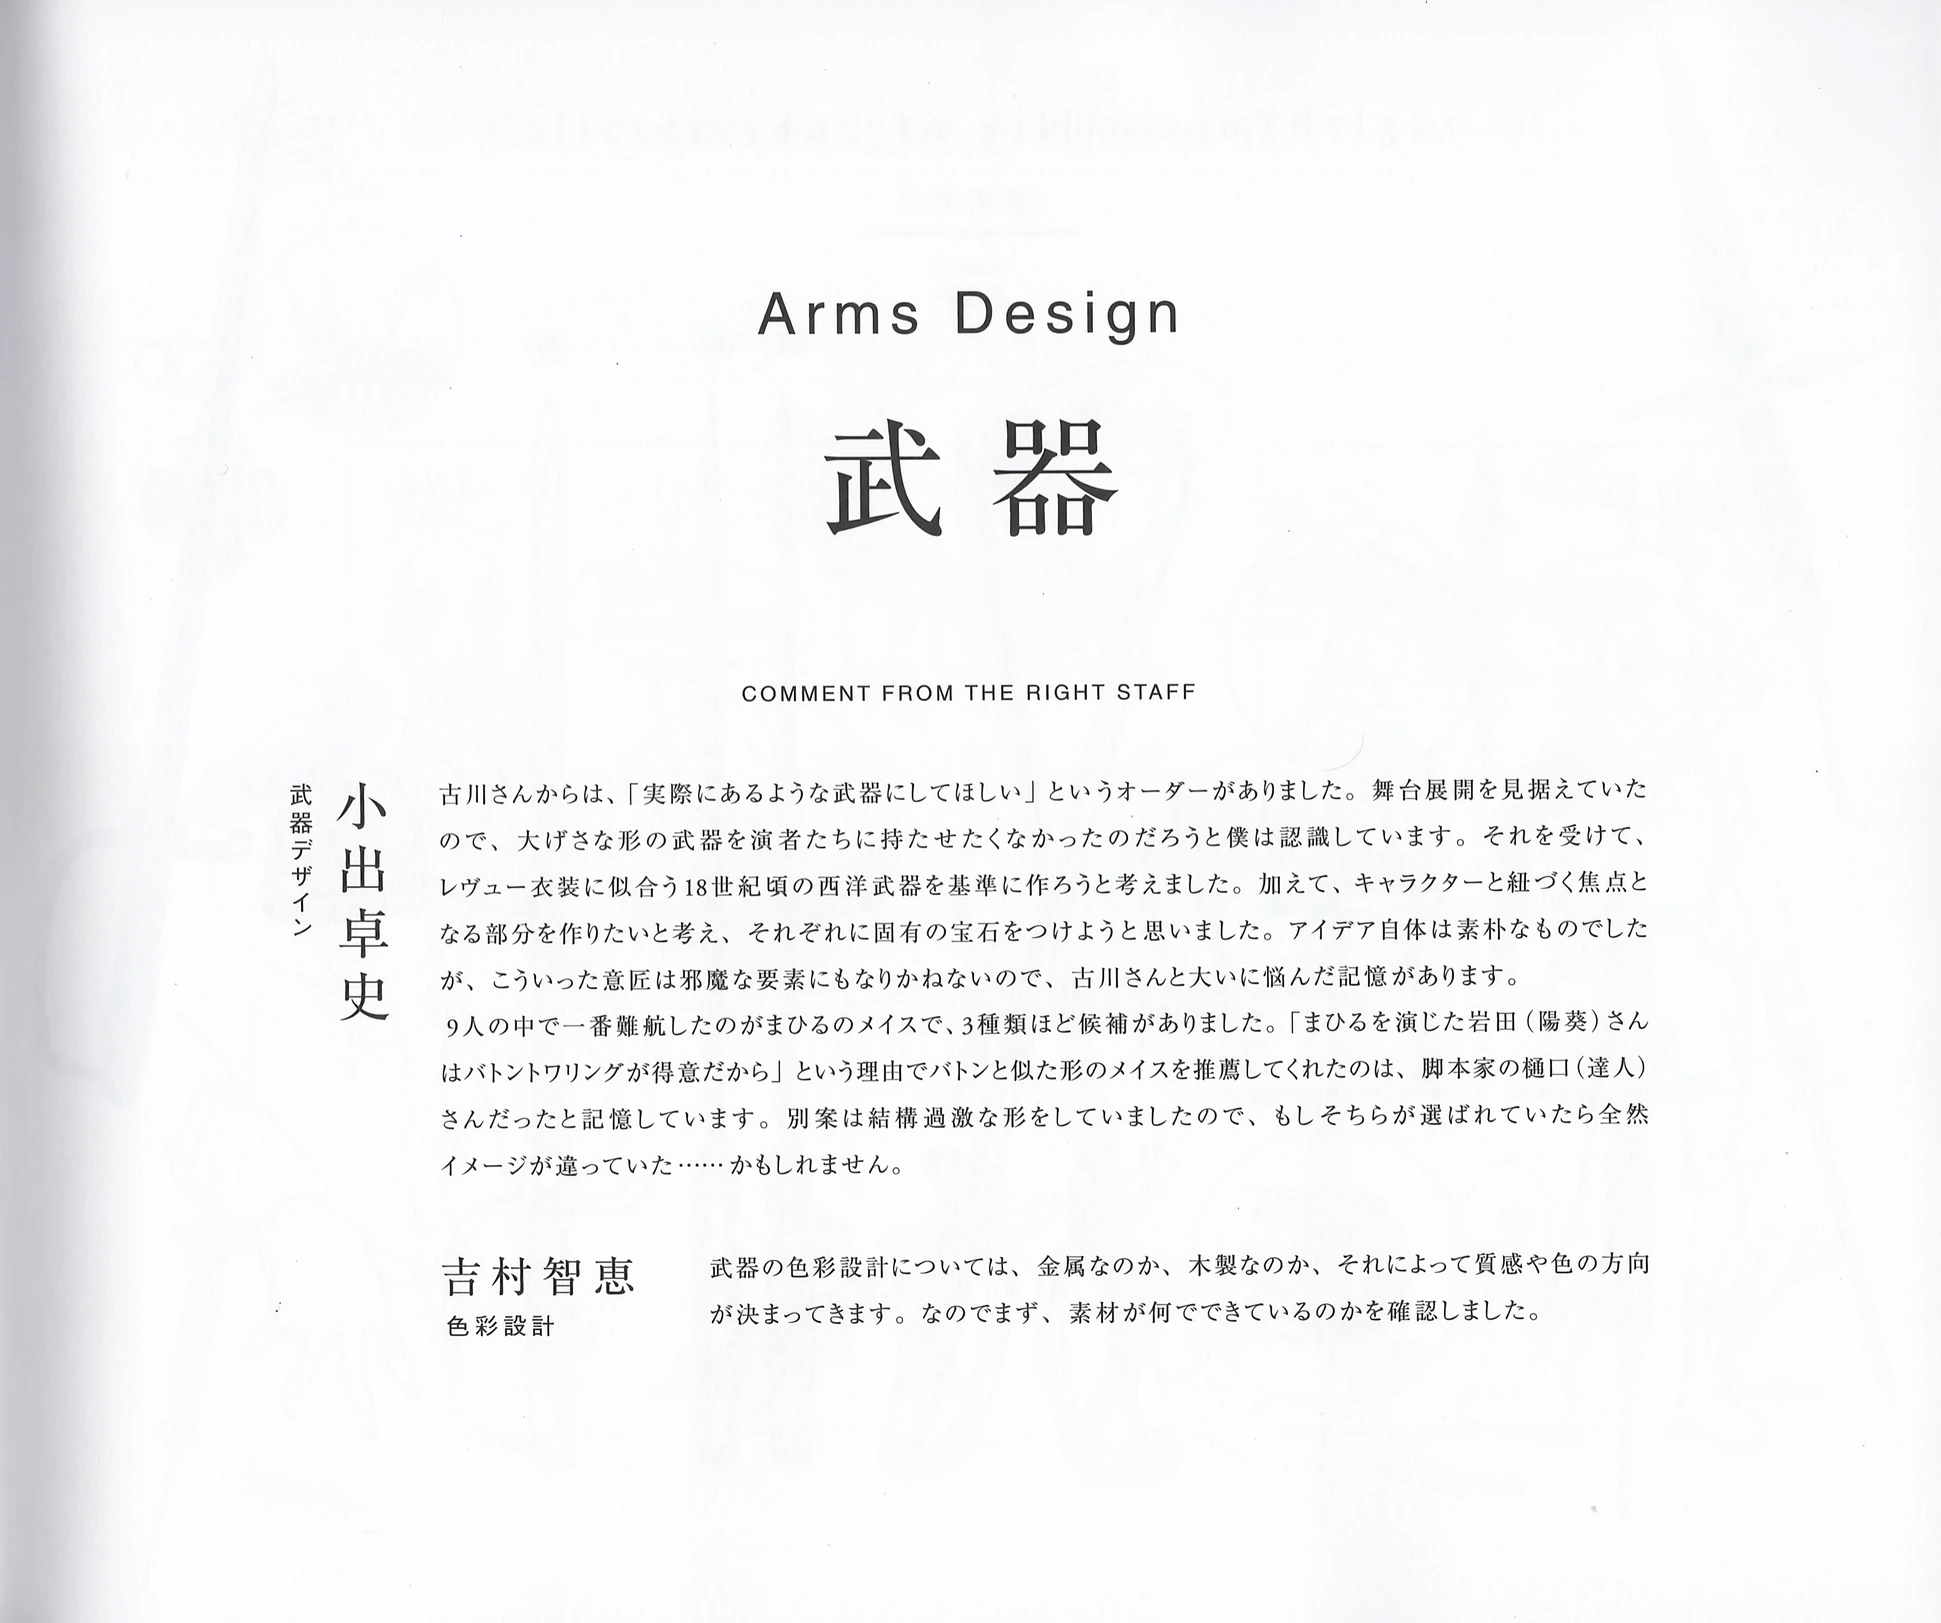 Arms Design
武器
COMMENT FROM THE RIGHT STAFF
小出卓史
武器デザイン
古川さんからは、「実際にあるような武器にしてほしい」というオーダーがありました。舞台展開を見据えていた
ので、大げさな形の武器を演者たちに持たせたくなかったのだろうと僕は認識しています。それを受けて、
レヴュー衣装に似合う18世紀頃の西洋武器を基準に作ろうと考えました。加えて、キャラクターと紐づく焦点と
なる部分を作りたいと考え、それぞれに固有の宝石をつけようと思いました。アイデア自体は素朴なものでした
が、こういった意匠は邪魔な要素にもなりかねないので、古川さんと大いに悩んだ記憶があります。
9人の中で一番難航したのがまひるのメイスで、3種類ほど候補がありました。「まひるを演じた岩田（陽葵）さん
はバトントワリングが得意だから」という理由でバトンと似た形のメイスを推薦してくれたのは、脚本家の樋口（達人）
さんだったと記憶しています。別案は結構過激な形をしていましたので、もしそちらが選ばれていたら全然
イメージが違っていた……かもしれません。
吉村智恵
色彩設計
武器の色彩設計については、金属なのか、木製なのか、それによって質感や色の方向
が決まってきます。なのでまず、素材が何でできているのかを確認しました。